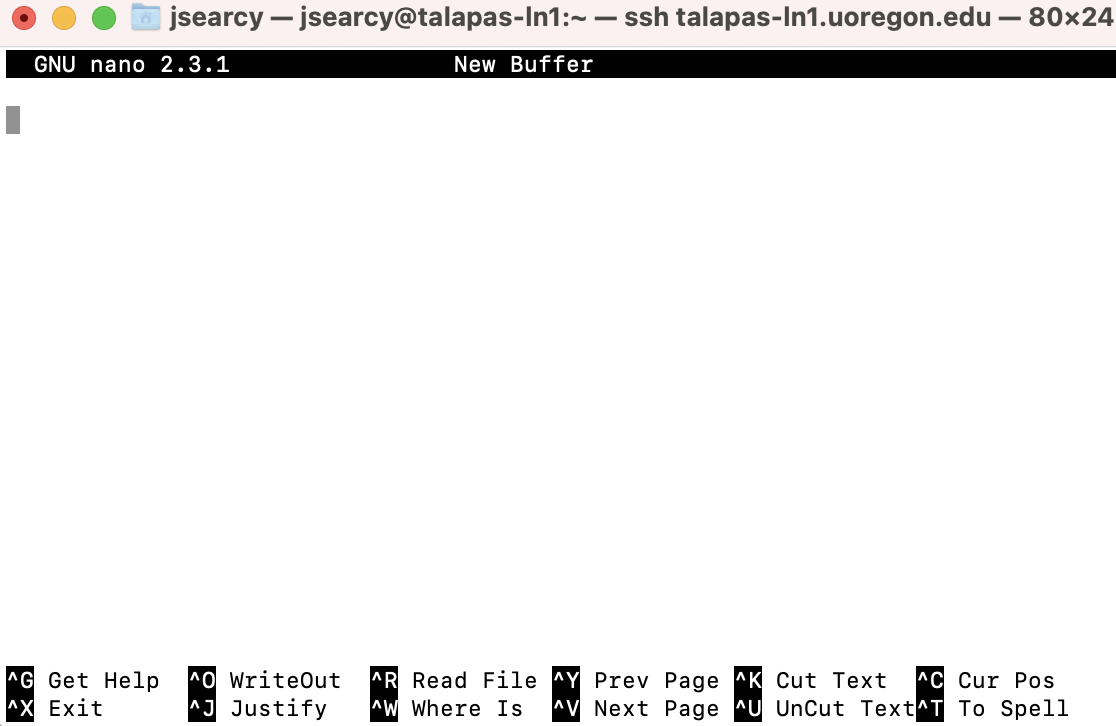 jsearcy — jsearcy@talapas-ln1:~ — ssh talapas-ln1.uoregon.edu — 80×24
GNU nano 2.3.1 New Buffer
^G Get Help ^O WriteOut ^R Read File ^Y Prev Page ^K Cut Text ^C Cur Pos
^X Exit ^J Justify ^W Where Is ^V Next Page ^U UnCut Text^T To Spell